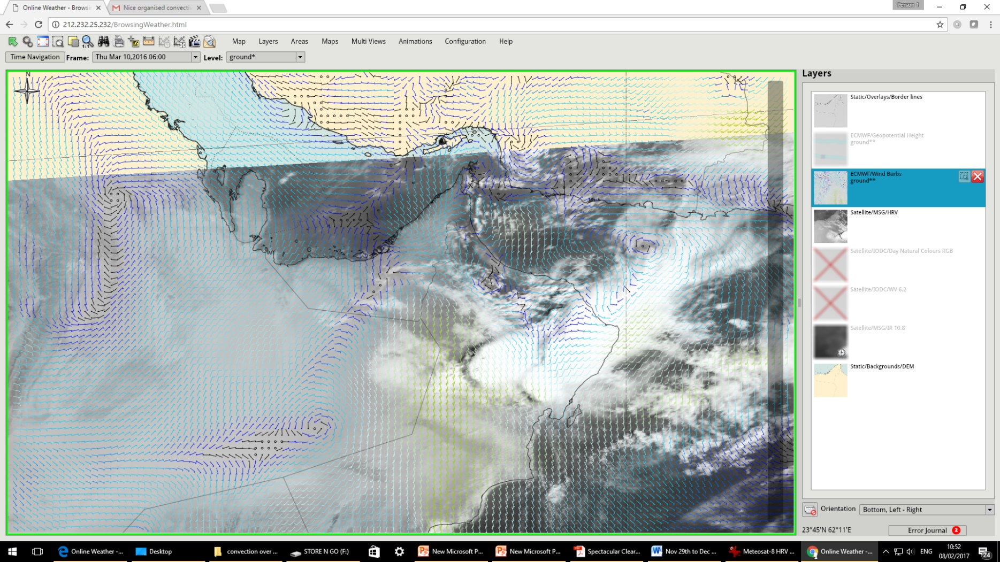 Online Weather - Browsi
Nice organised convecti
Person 1
212.232.25.232/BrowsingWeather.html
1:1
Map
Layers
Areas
Maps
Multi Views
Animations
Configuration
Help
Time Navigation
Frame:
Thu Mar 10,2016 06:00
Level:
ground*
N
Layers
Static/Overlays/Border lines
ECMWF/Geopotential Height
ground**
ECMWF/Wind Barbs
ground**
Satellite/MSG/HRV
Satellite/IODC/Day Natural Colours RGB
Satellite/IODC/WV 6.2
Satellite/MSG/IR 10.8
Static/Backgrounds/DEM
Orientation
Bottom, Left - Right
23°45'N 62°11'E
Error Journal
2
Online Weather -...
Desktop
convection over ...
STORE N GO (F:)
New Microsoft P...
New Microsoft P...
Spectacular Clear...
Nov 29th to Dec ...
Meteosat-8 HRV ...
Online Weather -...
ENG
10:52
08/02/2017
24